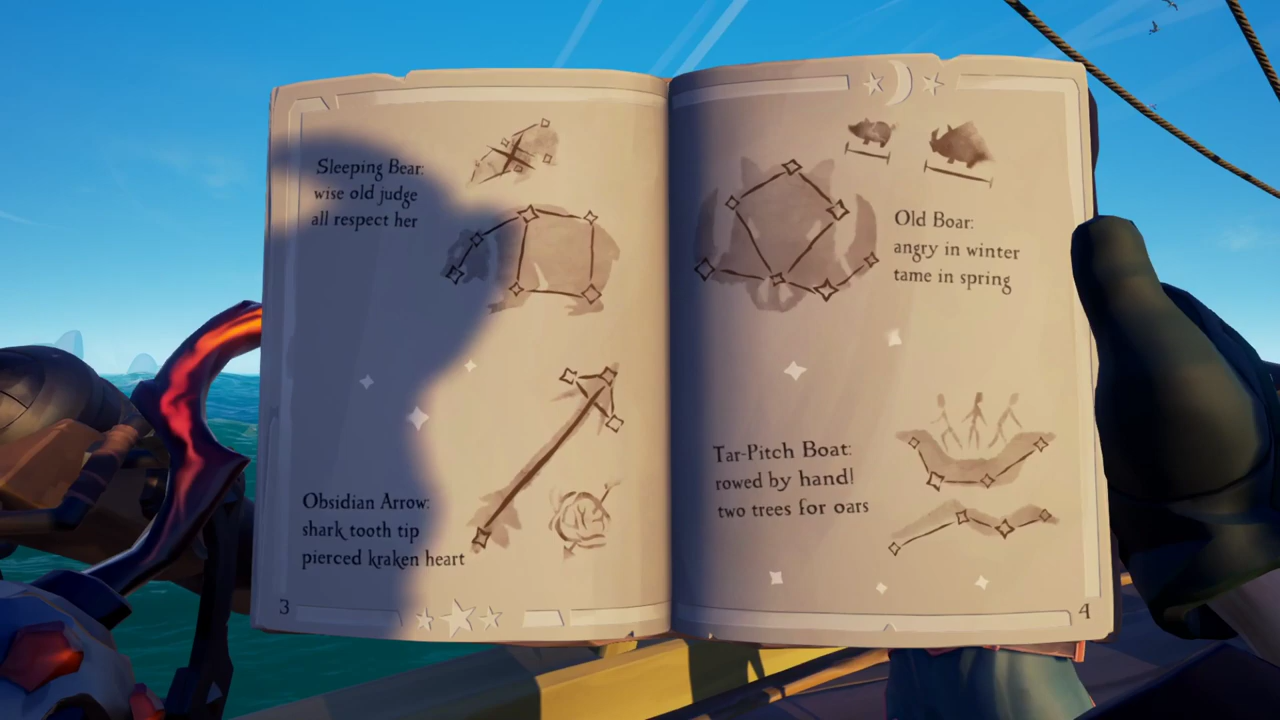 Sleeping Bear:
wise old judge
all respect her
Obsidian Arrow:
shark tooth tip
pierced kraken heart
3
Old Boar:
angry in winter
tame in spring
Tar-Pitch Boat:
rowed by hand!
two trees for oars
4